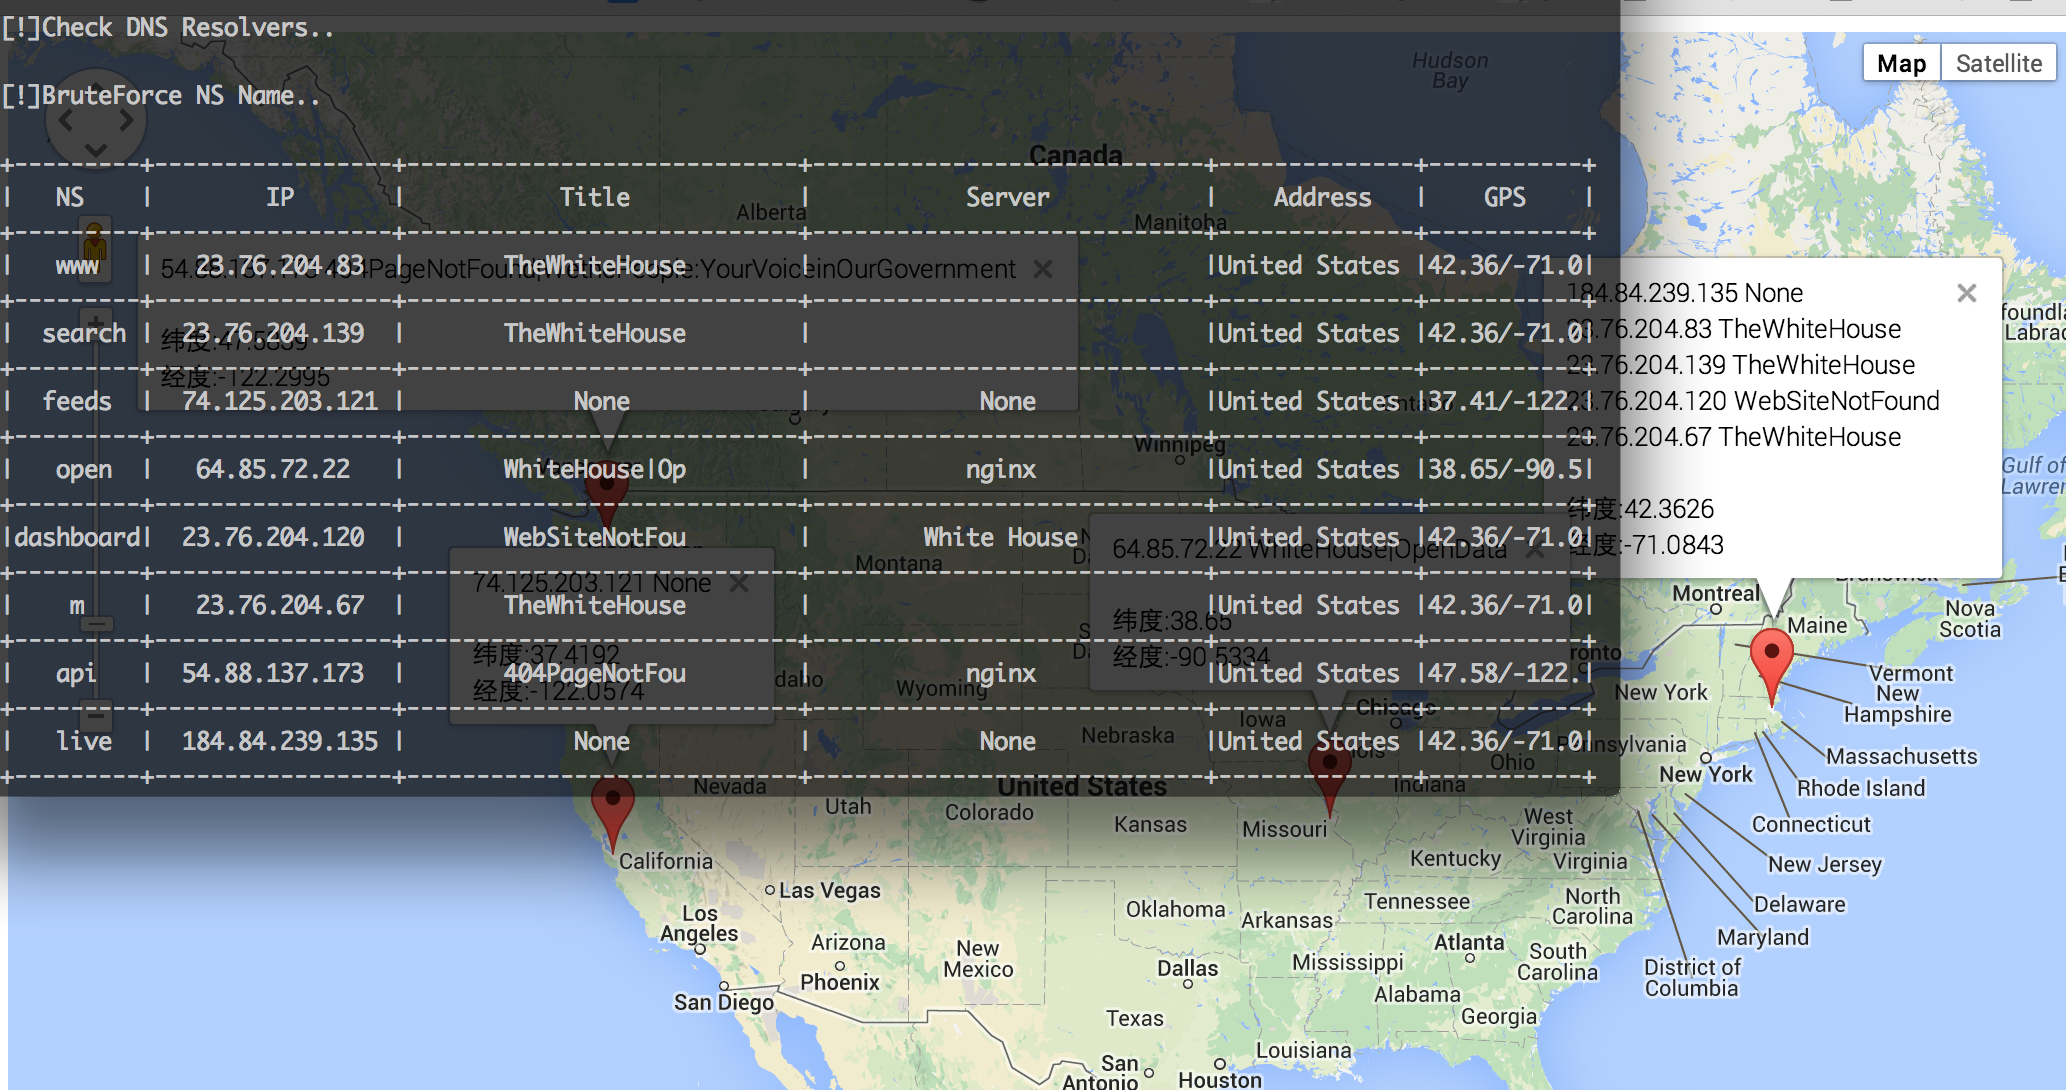 [!]Check DNS Resolvers..
[!]BruteForce NS Name..
| NS | IP | Title | Server | Address | GPS |
| www | 23.76.204.83 | TheWhiteHouse | |United States |42.36/-71.0|
| search | 23.76.204.139 | TheWhiteHouse | |United States |42.36/-71.0|
| feeds | 74.125.203.121 | None | None |United States |37.41/-122.|
| open | 64.85.72.22 | WhiteHouse|Op | nginx |United States |38.65/-90.5|
|dashboard| 23.76.204.120 | WebSiteNotFou | White House |United States |42.36/-71.0|
| m | 23.76.204.67 | TheWhiteHouse | |United States |42.36/-71.0|
| api | 54.88.137.173 | 404PageNotFou | nginx |United States |47.58/-122.|
| live | 184.84.239.135 | None | None |United States |42.36/-71.0|
Map
Satellite
54.88.137.173 404PageNotFound|WethePeople:YourVoiceinOurGovernment
纬度:47.5839
经度:-122.2995
184.84.239.135 None
23.76.204.83 TheWhiteHouse
23.76.204.139 TheWhiteHouse
23.76.204.120 WebSiteNotFound
23.76.204.67 TheWhiteHouse
纬度:42.3626
经度:-71.0843
74.125.203.121 None
纬度:37.4192
经度:-122.0574
64.85.72.22 WhiteHouse|OpenData
纬度:38.65
经度:-90.5334
Hudson
Bay
Canada
Alberta
Manitoba
Winnipeg
Gulf of
Montreal
Maine
Nova
Scotia
Vermont
New
Hampshire
New York
Massachusetts
New York
Rhode Island
Connecticut
New Jersey
Delaware
Maryland
District of
Columbia
Montana
Wyoming
Nebraska
Iowa
Chicago
Indiana
Ohio
Pennsylvania
United States
Nevada
Utah
Colorado
Kansas
Missouri
West
Virginia
Kentucky
Virginia
California
Las Vegas
Los
Angeles
Arizona
Phoenix
San Diego
New
Mexico
Oklahoma
Arkansas
Tennessee
North
Carolina
Atlanta
South
Carolina
Dallas
Mississippi
Alabama
Georgia
Texas
Louisiana
San
Antonio
Houston